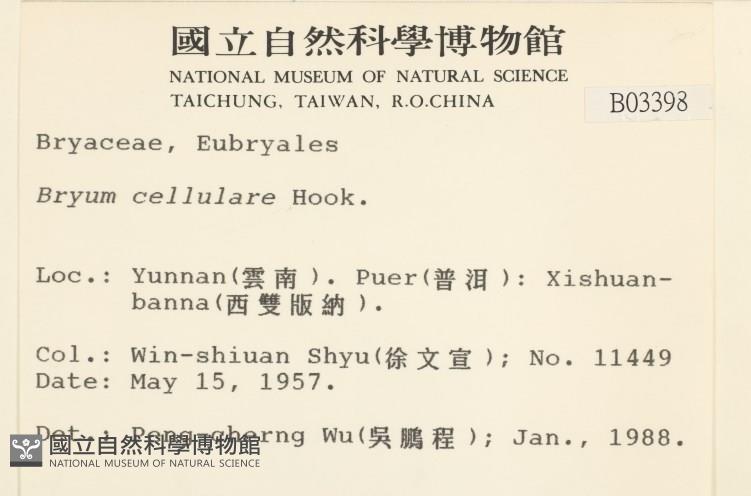 國立自然科學博物館
NATIONAL MUSEUM OF NATURAL SCIENCE
TAICHUNG, TAIWAN, R.O.CHINA
B03398
Bryaceae, Eubryales
Bryum cellulare Hook.
Loc.: Yunnan(雲南). Puer(普洱): Xishuan-
banna(西雙版納).
Col.: Win-shiuan Shyu(徐文宣); No. 11449
Date: May 15, 1957.
Det.: Peng-cherng Wu(吳鵬程); Jan., 1988.
國立自然科學博物館
NATIONAL MUSEUM OF NATURAL SCIENCE